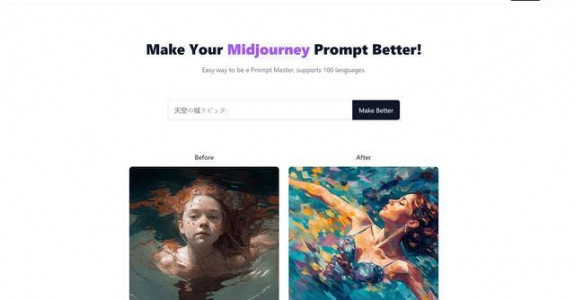 Make Your Midjourney Prompt Better!
Easy way to be a Prompt Master, supports 100 languages.
天空の城ラピュタ;
Make Better
Before
After